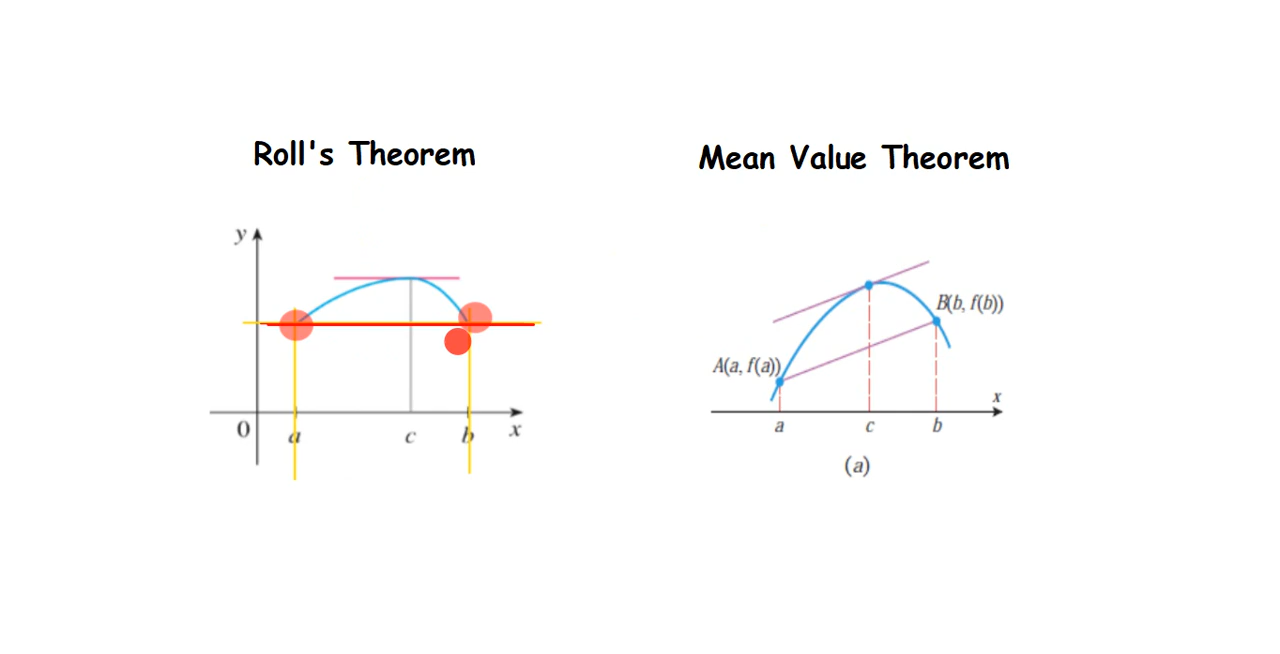 Roll's Theorem
y
0
a
c
b
x
Mean Value Theorem
B(b, f(b))
A(a, f(a))
x
a
c
b
(a)